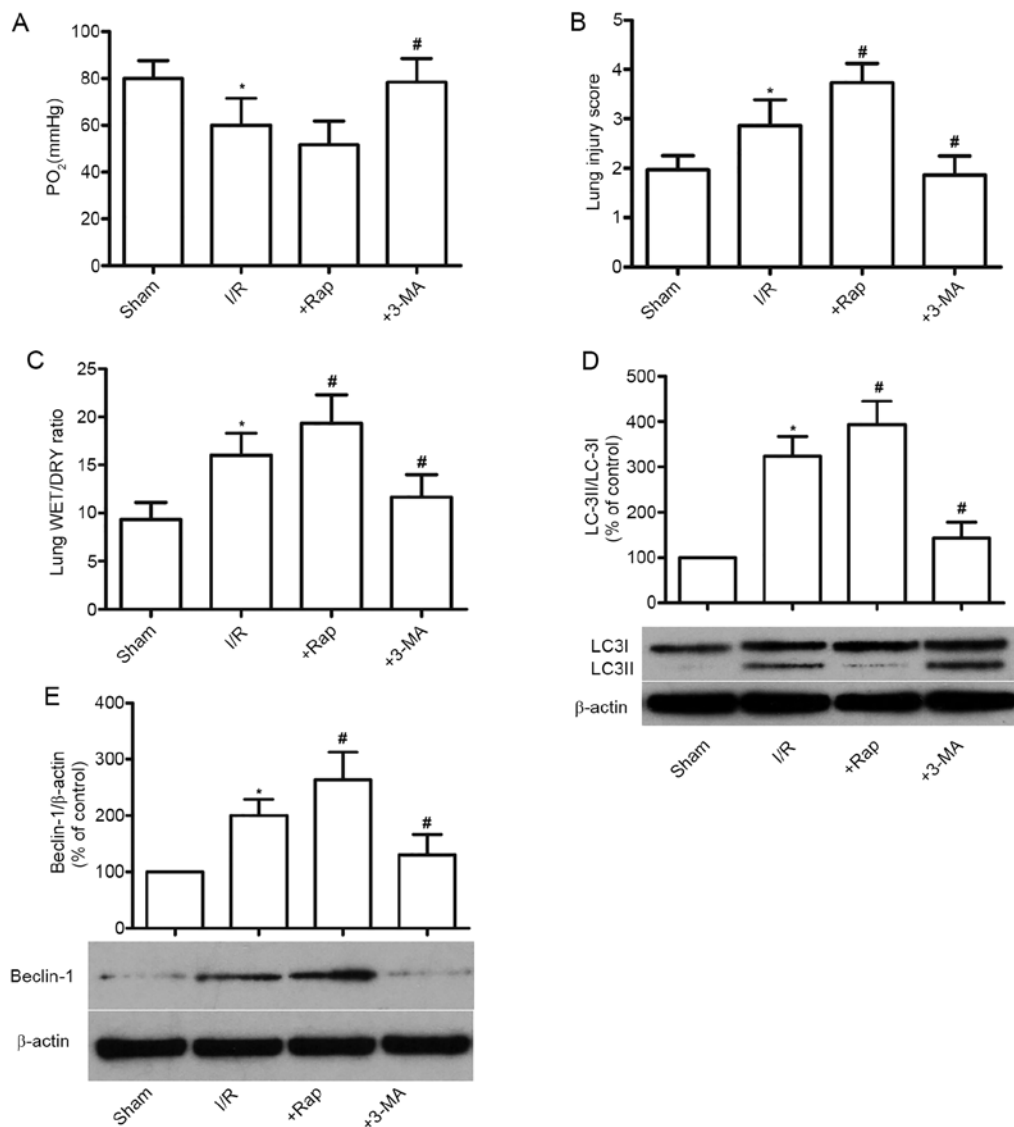 A
PO2(mmHg)
100
80
60
40
20
0
*
#
Sham
I/R
+Rap
+3-MA
B
Lung injury score
5
4
3
2
1
0
*
#
#
Sham
I/R
+Rap
+3-MA
C
Lung WET/DRY ratio
25
20
15
10
5
0
*
#
#
Sham
I/R
+Rap
+3-MA
D
LC-3II/LC-3I
(% of control)
500
400
300
200
100
0
*
#
#
LC3I
LC3II
β-actin
Sham
I/R
+Rap
+3-MA
E
Beclin-1/β-actin
(% of control)
400
300
200
100
0
*
#
#
Beclin-1
β-actin
Sham
I/R
+Rap
+3-MA